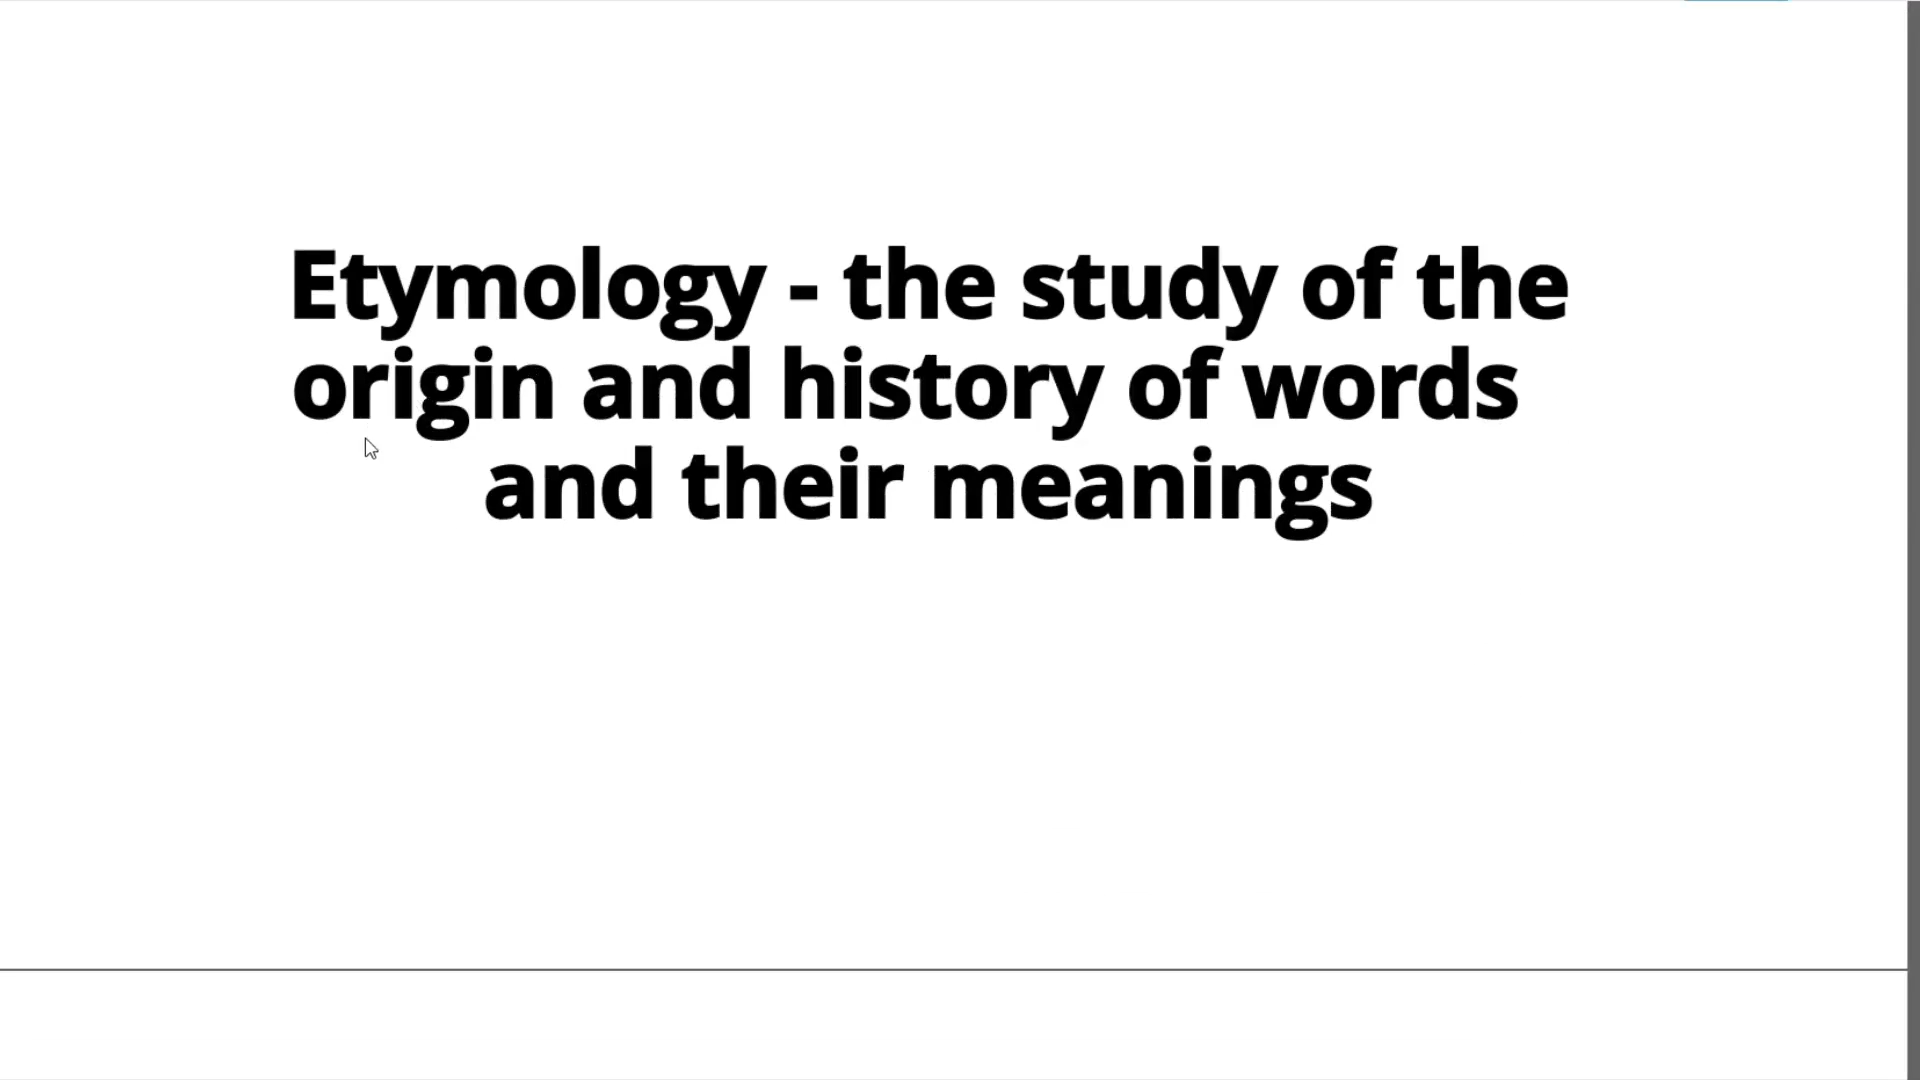 Etymology - the study of the
origin and history of words
and their meanings